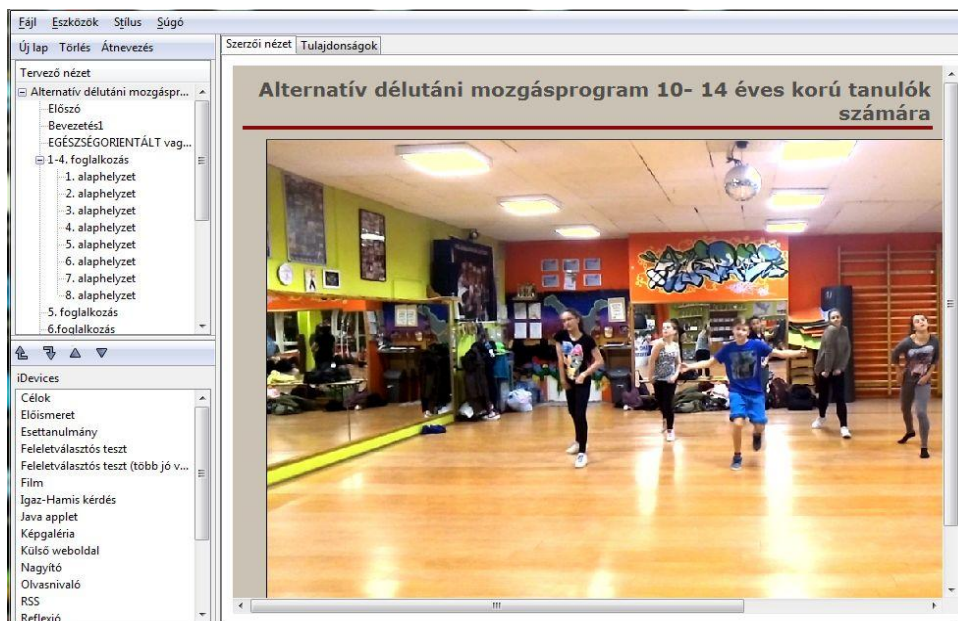 Fájl Eszközök Stílus Súgó
Új lap Törlés Átnevezés
Tervező nézet
Alternatív délutáni mozgáspr...
Előszó
Bevezetés1
EGÉSZSÉGORIENTÁLT vag...
1-4. foglalkozás
1. alaphelyzet
2. alaphelyzet
3. alaphelyzet
4. alaphelyzet
5. alaphelyzet
6. alaphelyzet
7. alaphelyzet
8. alaphelyzet
5. foglalkozás
6.foglalkozás
iDevices
Célok
Előismeret
Esettanulmány
Feleletválasztós teszt
Feleletválasztós teszt (több jó v...
Film
Igaz-Hamis kérdés
Java applet
Képgaléria
Külső weboldal
Nagyító
Olvasnivaló
RSS
Reflexió
Szerzői nézet Tulajdonságok
Alternatív délutáni mozgásprogram 10- 14 éves korú tanulók
számára